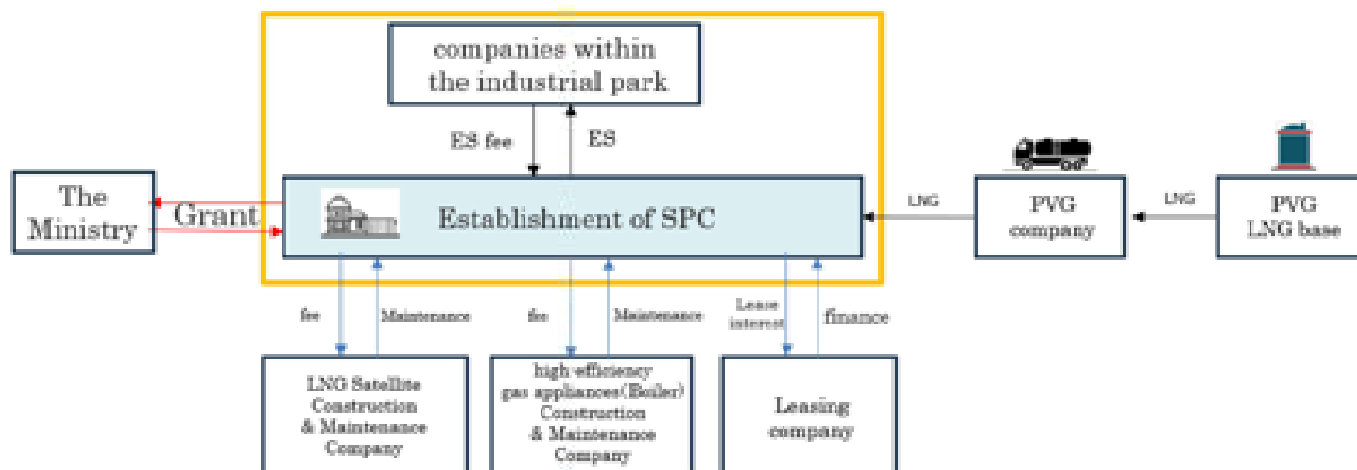 companies within
the industrial park
ES fee
ES
The
Ministry
Grant
Establishment of SPC
LNG
PVG
company
LNG
PVG
LNG base
fee
Maintenance
fee
Maintenance
Lease
interest
finance
LNG Satellite
Construction
& Maintenance
Company
high efficiency
gas appliances(Boiler)
Construction
& Maintenance
Company
Leasing
company